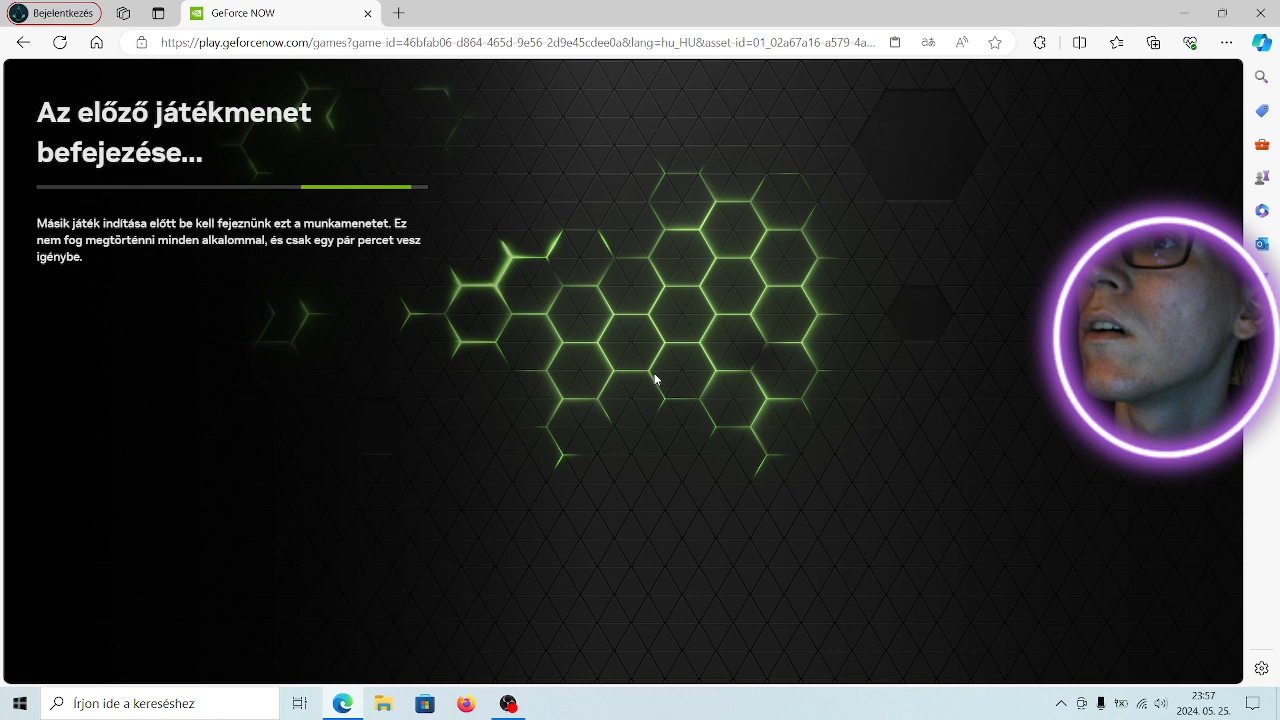 Bejelentkezés
GeForce NOW
https://play.geforcenow.com/games?game-id=46bfab06-d864-465d-9e56-2d9e45cdee0a&lang=hu_HU&asset-id=01_02a67a16-a579-4a...
Az előző játékmenet
befejezése...
Másik játék indítása előtt be kell fejeznünk ezt a munkamenetet. Ez
nem fog megtörténni minden alkalommal, és csak egy pár percet vesz
igénybe.
Írjon ide a kereséshez
23:57
2024. 05. 25.